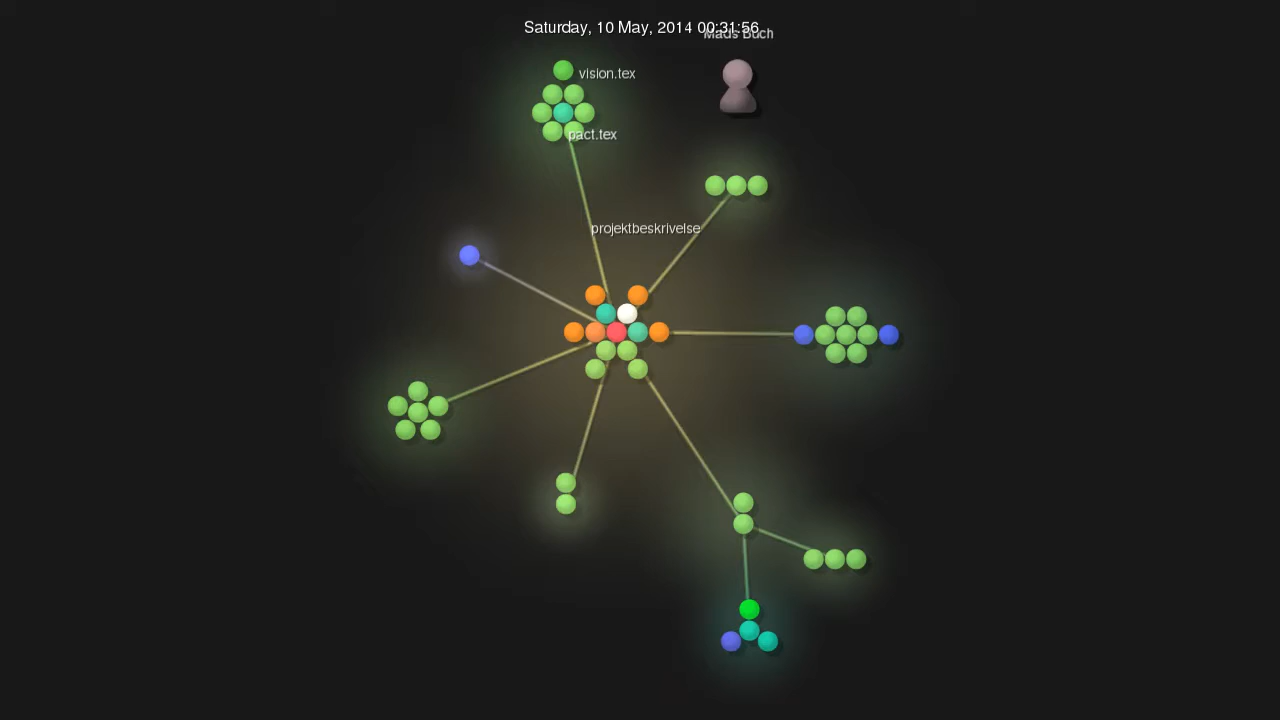 Saturday, 10 May, 2014 00:31:56
Mads Buch
vision.tex
pact.tex
projektbeskrivelse